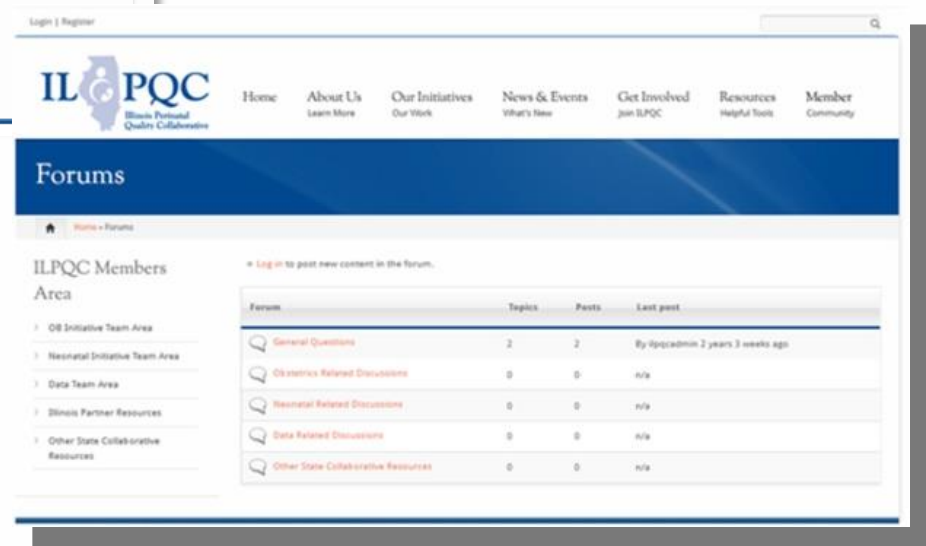 Login | Register
IL PQC
Illinois Perinatal
Quality Collaborative
Home About Us Our Initiatives News & Events Get Involved Resources Member
Learn More Our Work What's New Join ILPQC Helpful Tools Community
Forums
Home » Forums
ILPQC Members
Area
OB Initiative Team Area
Neonatal Initiative Team Area
Data Team Area
Illinois Partner Resources
Other State Collaborative
Resources
Log in to post new content in the forum.
Forum Topics Posts Last post
General Questions 2 2 By ilpqcadmin 2 years 3 weeks ago
Obstetrics Related Discussions 0 0 n/a
Neonatal Related Discussions 0 0 n/a
Data Related Discussions 0 0 n/a
Other State Collaborative Resources 0 0 n/a